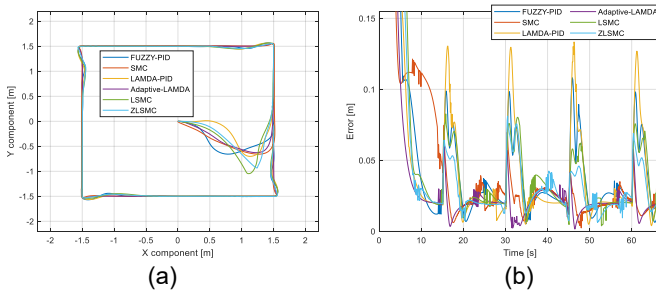 2
1.5
1
0.5
0
-0.5
-1
-1.5
-2
Y component [m]
FUZZY-PID
SMC
LAMDA-PID
Adaptive-LAMDA
LSMC
ZLSMC
-2 -1.5 -1 -0.5 0 0.5 1 1.5 2
X component [m]
(a)
0.15
0.1
0.05
0
Error [m]
FUZZY-PID Adaptive-LAMDA
SMC LSMC
LAMDA-PID ZLSMC
0 10 20 30 40 50 60
Time [s]
(b)